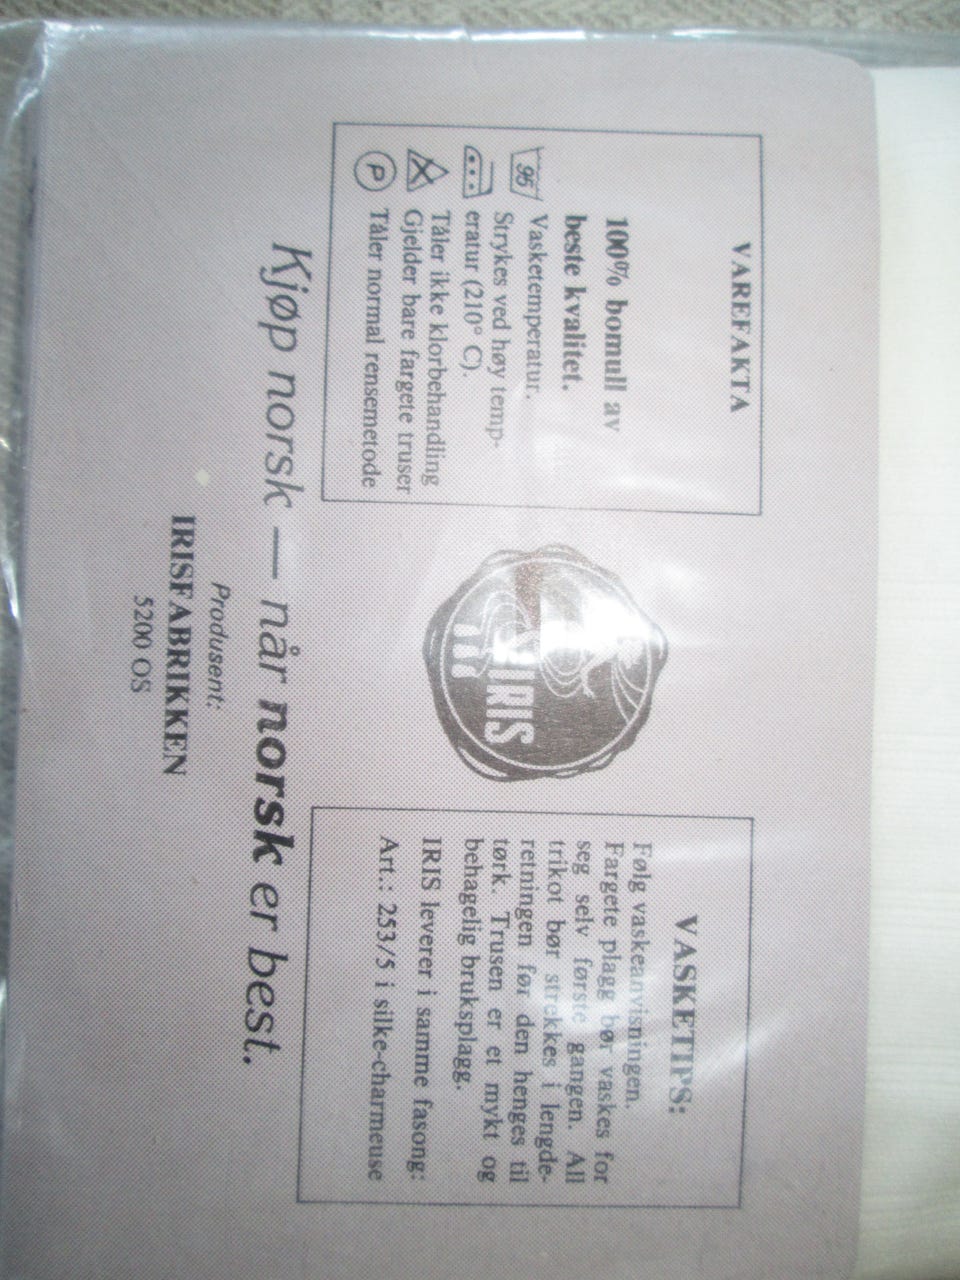 VAREFAKTA
100% bomull av
beste kvalitet.
95 Vasketemperatur.
Strykes ved høy temp-
eratur (210° C).
Tåler ikke klorbehandling
Gjelder bare fargete truser
P Tåler normal rensemetode
IRIS
VASKETIPS:
Følg vaskeanvisningen.
Fargete plagg bør vaskes for
seg selv første gangen. All
trikot bør strekkes i lengde-
retningen før den henges til
tørk. Trusen er et mykt og
behagelig bruksplagg.
IRIS leverer i samme fasong:
Art.: 253/5 i silke-charmeuse
Kjøp norsk — når norsk er best.
Produsent:
IRISFABRIKKEN
5200 OS